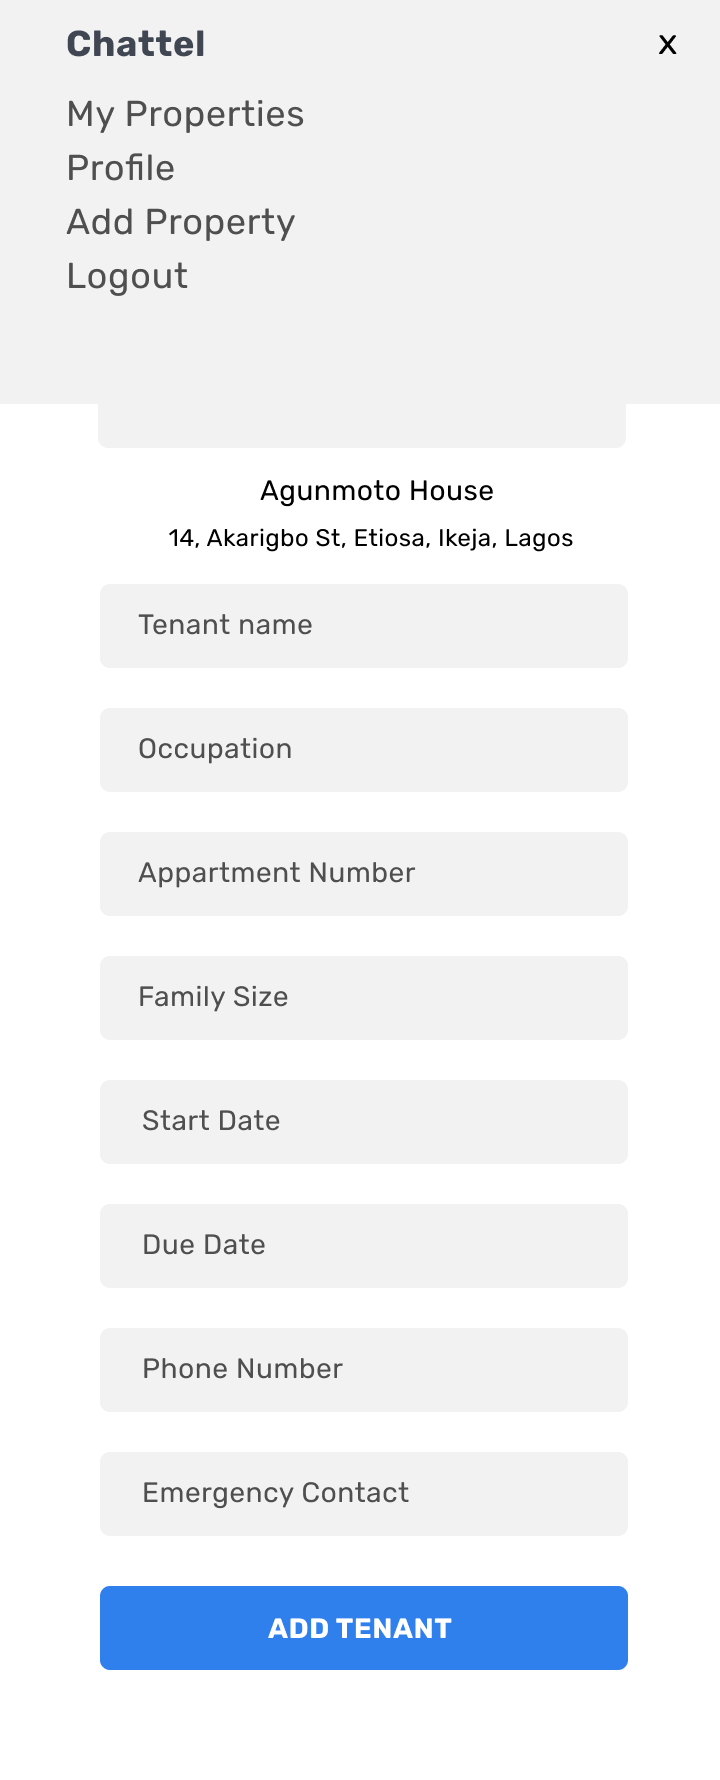 Chattel
x
My Properties
Profile
Add Property
Logout
Agunmoto House
14, Akarigbo St, Etiosa, Ikeja, Lagos
Tenant name
Occupation
Appartment Number
Family Size
Start Date
Due Date
Phone Number
Emergency Contact
ADD TENANT